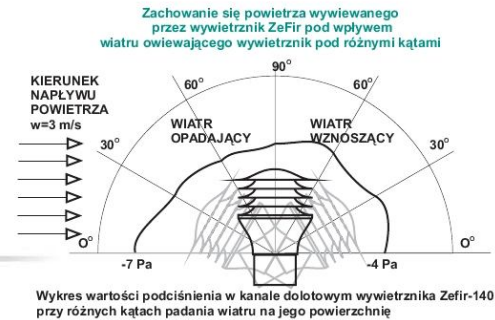 Zachowanie się powietrza wywiewanego
przez wywietrznik ZeFir pod wpływem
wiatru owiewającego wywietrznik pod różnymi kątami
90°
KIERUNEK
NAPŁYWU
POWIETRZA
w=3 m/s
60°
60°
WIATR
OPADAJĄCY
WIATR
WZNOSZĄCY
30°
30°
0°
0°
-7 Pa
-4 Pa
Wykres wartości podciśnienia w kanale dolotowym wywietrznika Zefir-140
przy różnych kątach padania wiatru na jego powierzchnię